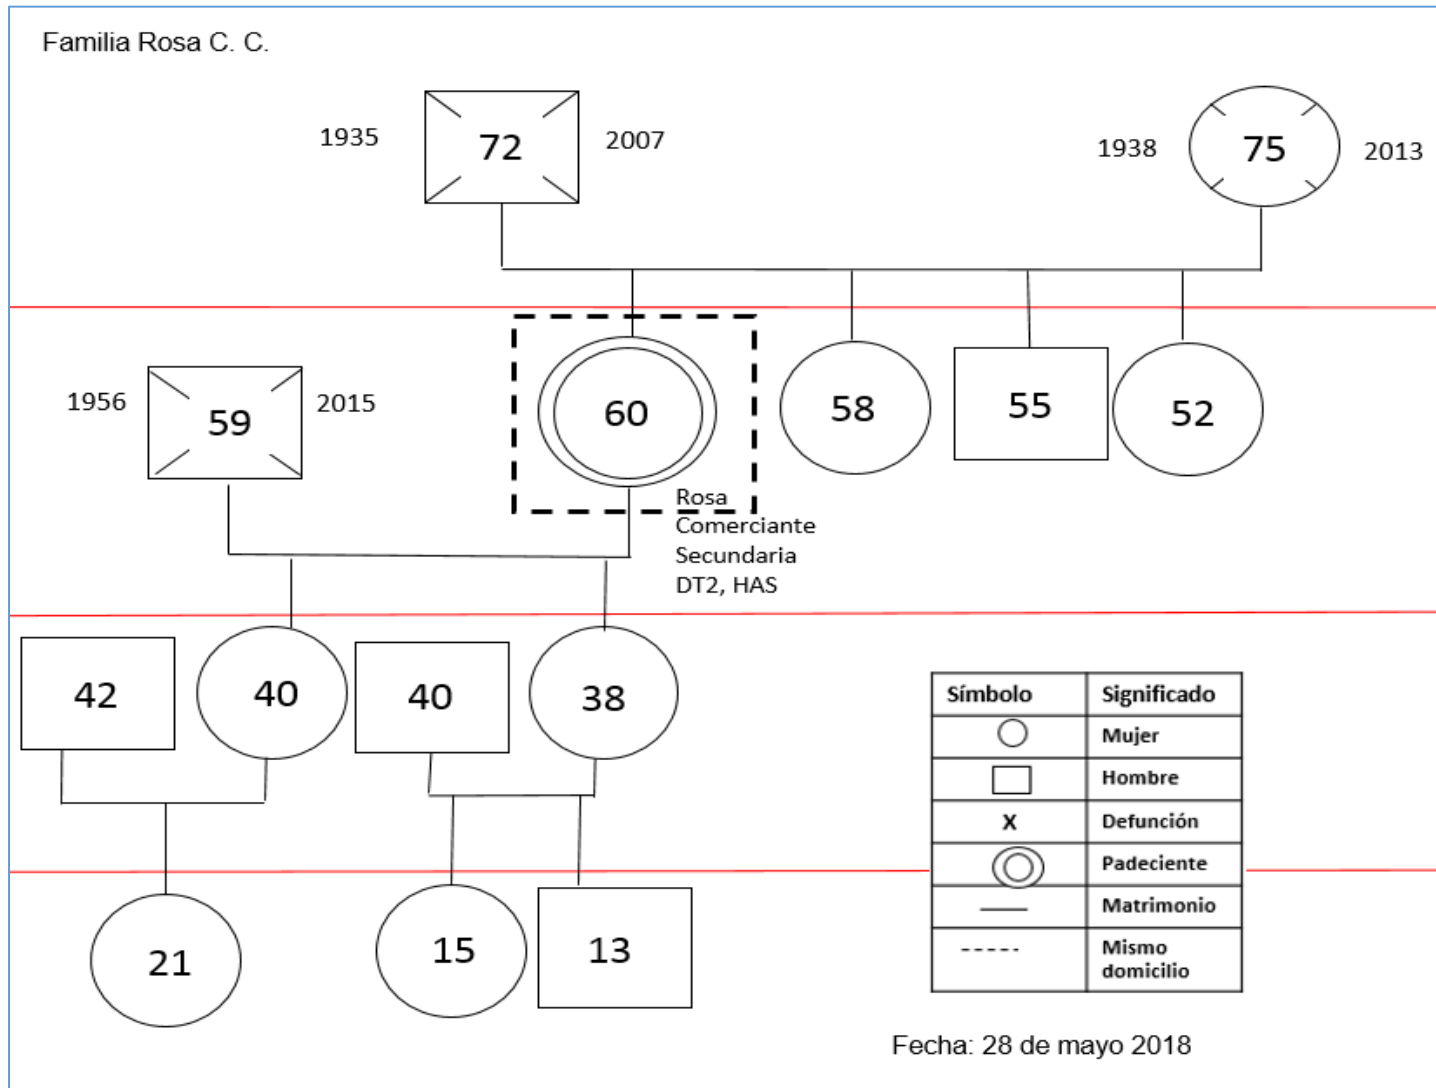 Familia Rosa C. C.
1935 72 2007
1938 75 2013
1956 59 2015
60
58
55
52
Rosa
Comerciante
Secundaria
DT2, HAS
42
40
40
38
21
15
13
Símbolo Significado
Mujer
Hombre
X Defunción
Padeciente
Matrimonio
Mismo
domicilio
Fecha: 28 de mayo 2018